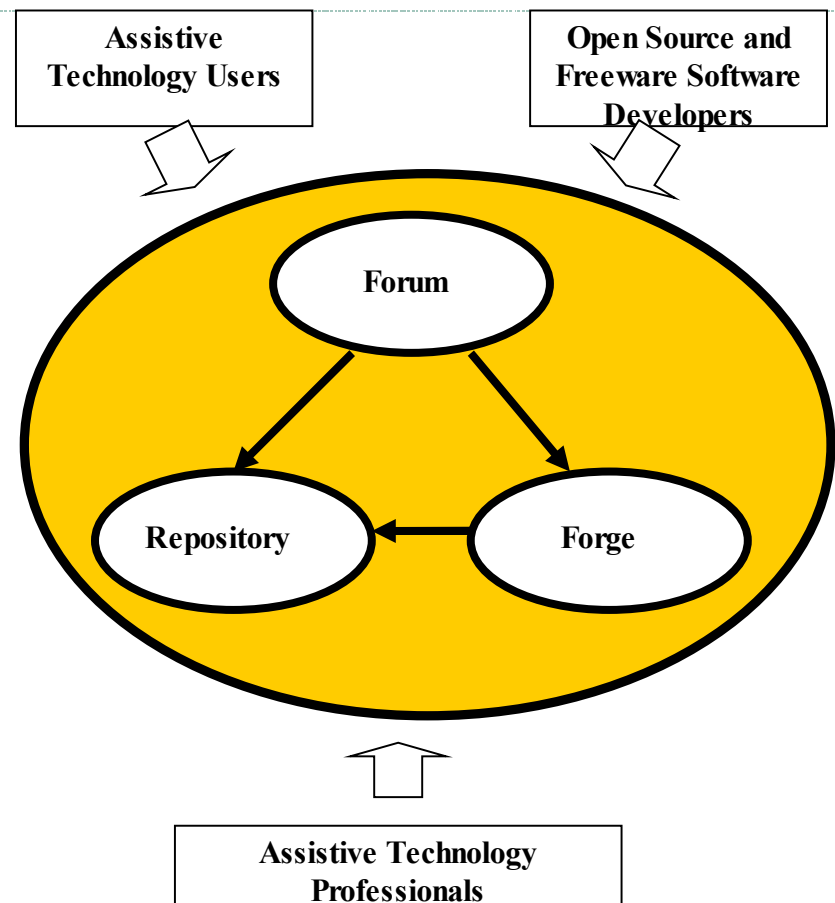 Assistive
Technology Users
Open Source and
Freeware Software
Developers
Forum
Repository
Forge
Assistive Technology
Professionals